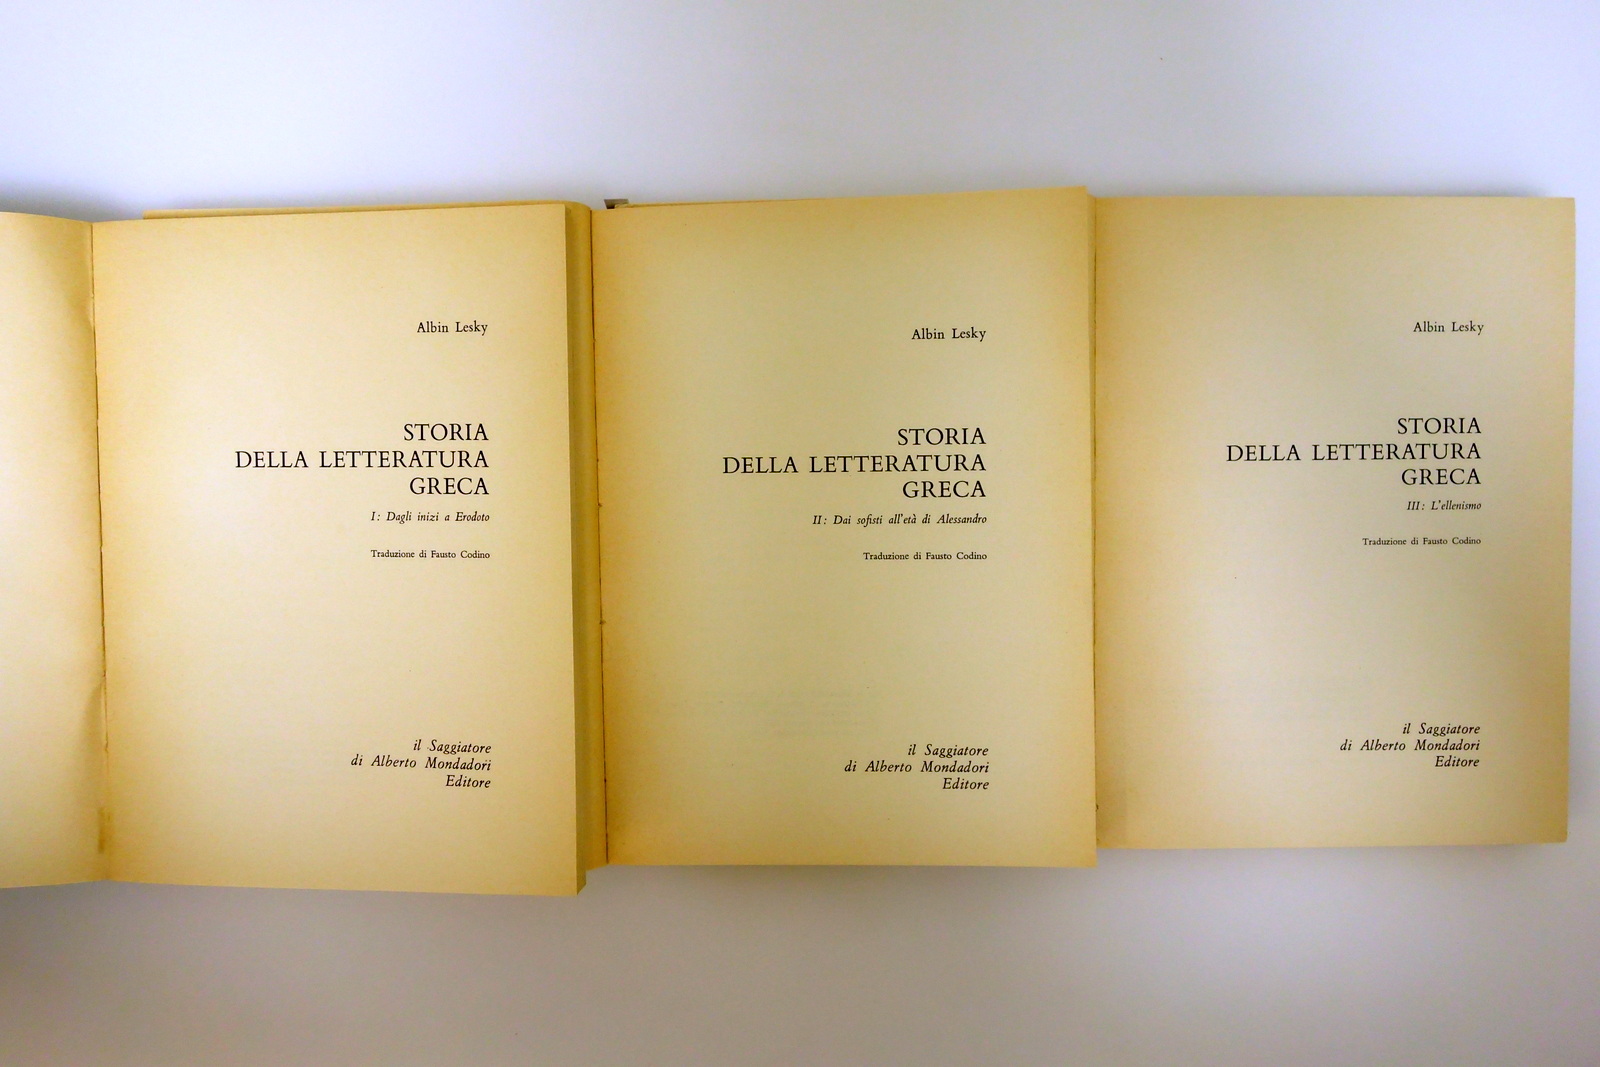 Albin Lesky
STORIA
DELLA LETTERATURA
GRECA
I: Dagli inizi a Erodoto
Traduzione di Fausto Codino
il Saggiatore
di Alberto Mondadori
Editore
Albin Lesky
STORIA
DELLA LETTERATURA
GRECA
II: Dai sofisti all'età di Alessandro
Traduzione di Fausto Codino
il Saggiatore
di Alberto Mondadori
Editore
Albin Lesky
STORIA
DELLA LETTERATURA
GRECA
III: L'ellenismo
Traduzione di Fausto Codino
il Saggiatore
di Alberto Mondadori
Editore